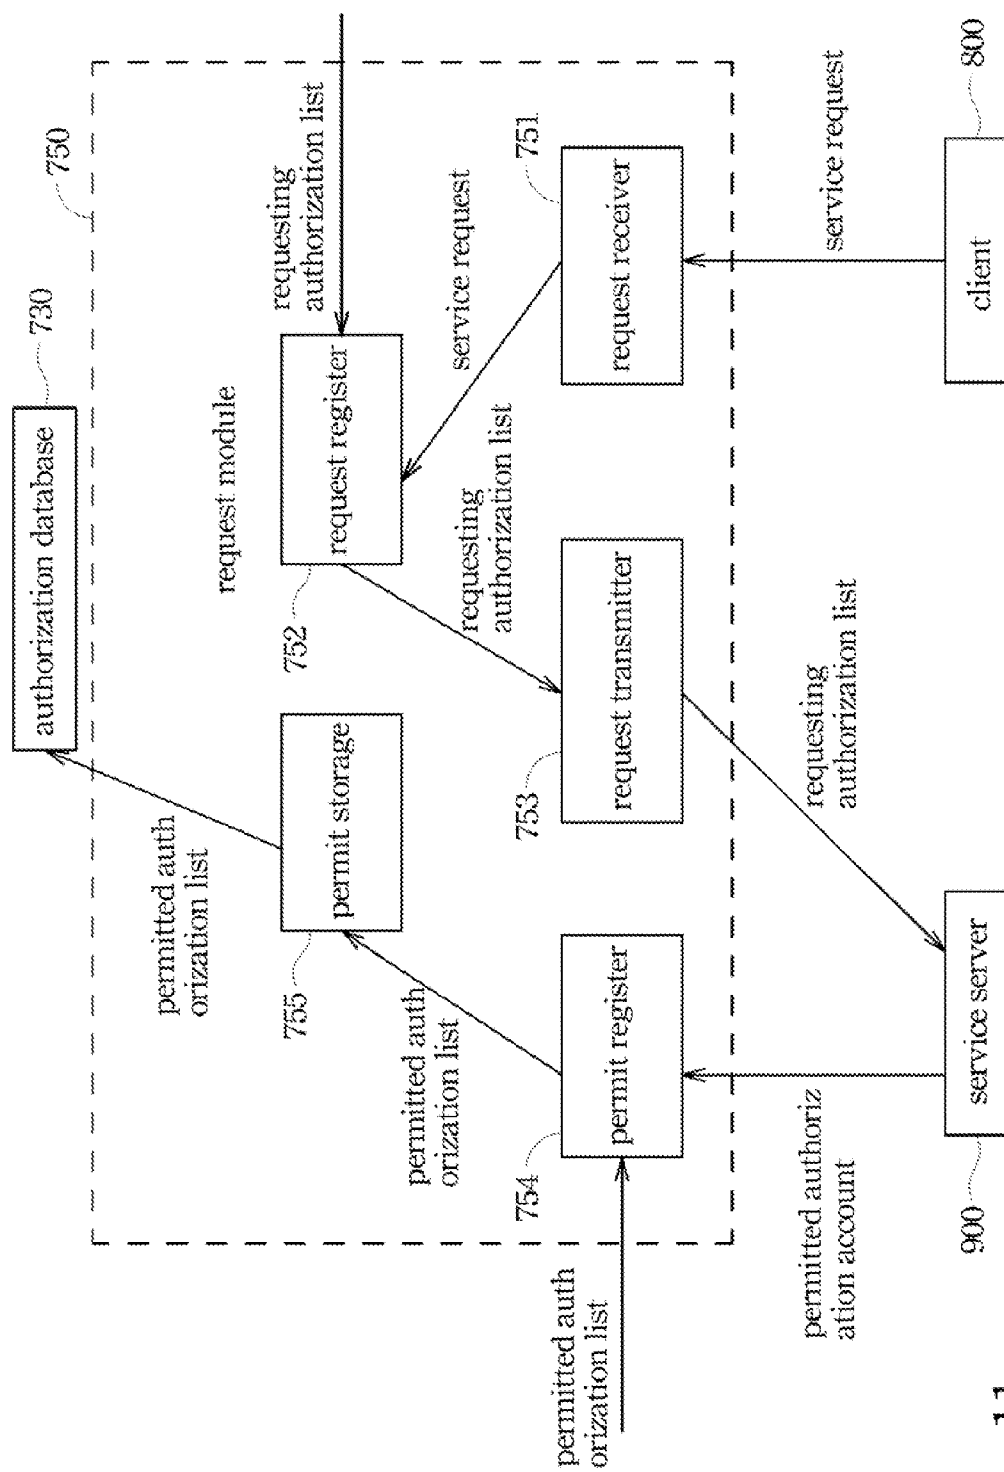 authorization database
730
750
request module
requesting
authorization list
request register
752
service request
751
request receiver
requesting
authorization list
request transmitter
753
permit storage
755
permitted auth
orization list
permitted auth
orization list
permit register
754
permitted auth
orization list
service request
client
800
requesting
authorization list
service server
900
permitted authoriz
ation account